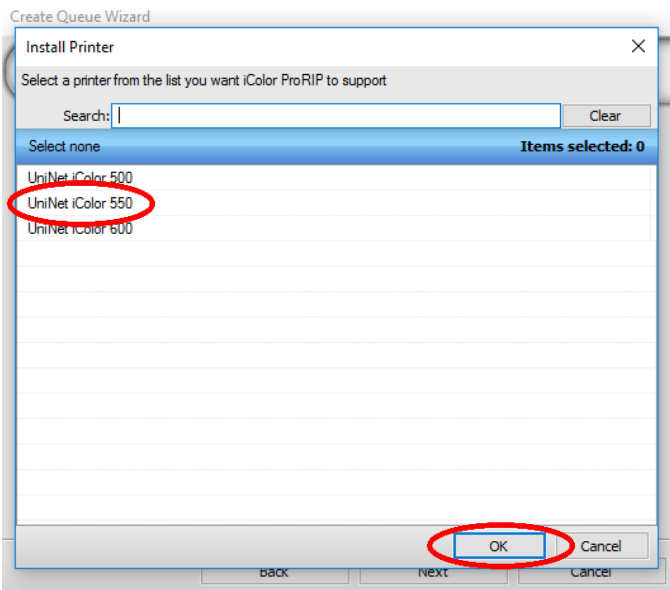 Create Queue Wizard
Install Printer
Select a printer from the list you want iColor ProRIP to support
Search: Clear
Select none Items selected: 0
UniNet iColor 500
UniNet iColor 550
UniNet iColor 600
OK Cancel
Back Next Cancel